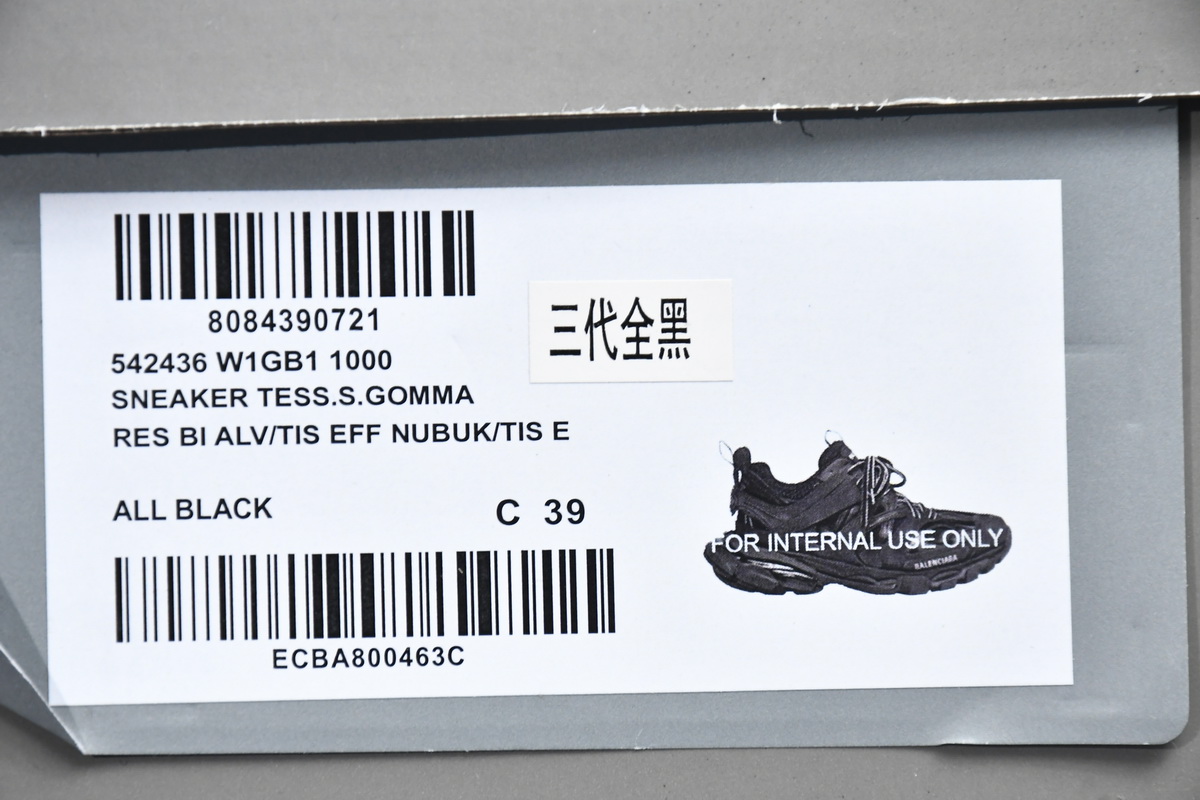 8084390721
542436 W1GB1 1000
SNEAKER TESS.S.GOMMA
RES BI ALV/TIS EFF NUBUK/TIS E
三代全黑
ALL BLACK
C 39
FOR INTERNAL USE ONLY
BALENCIAGA
ECBA800463C